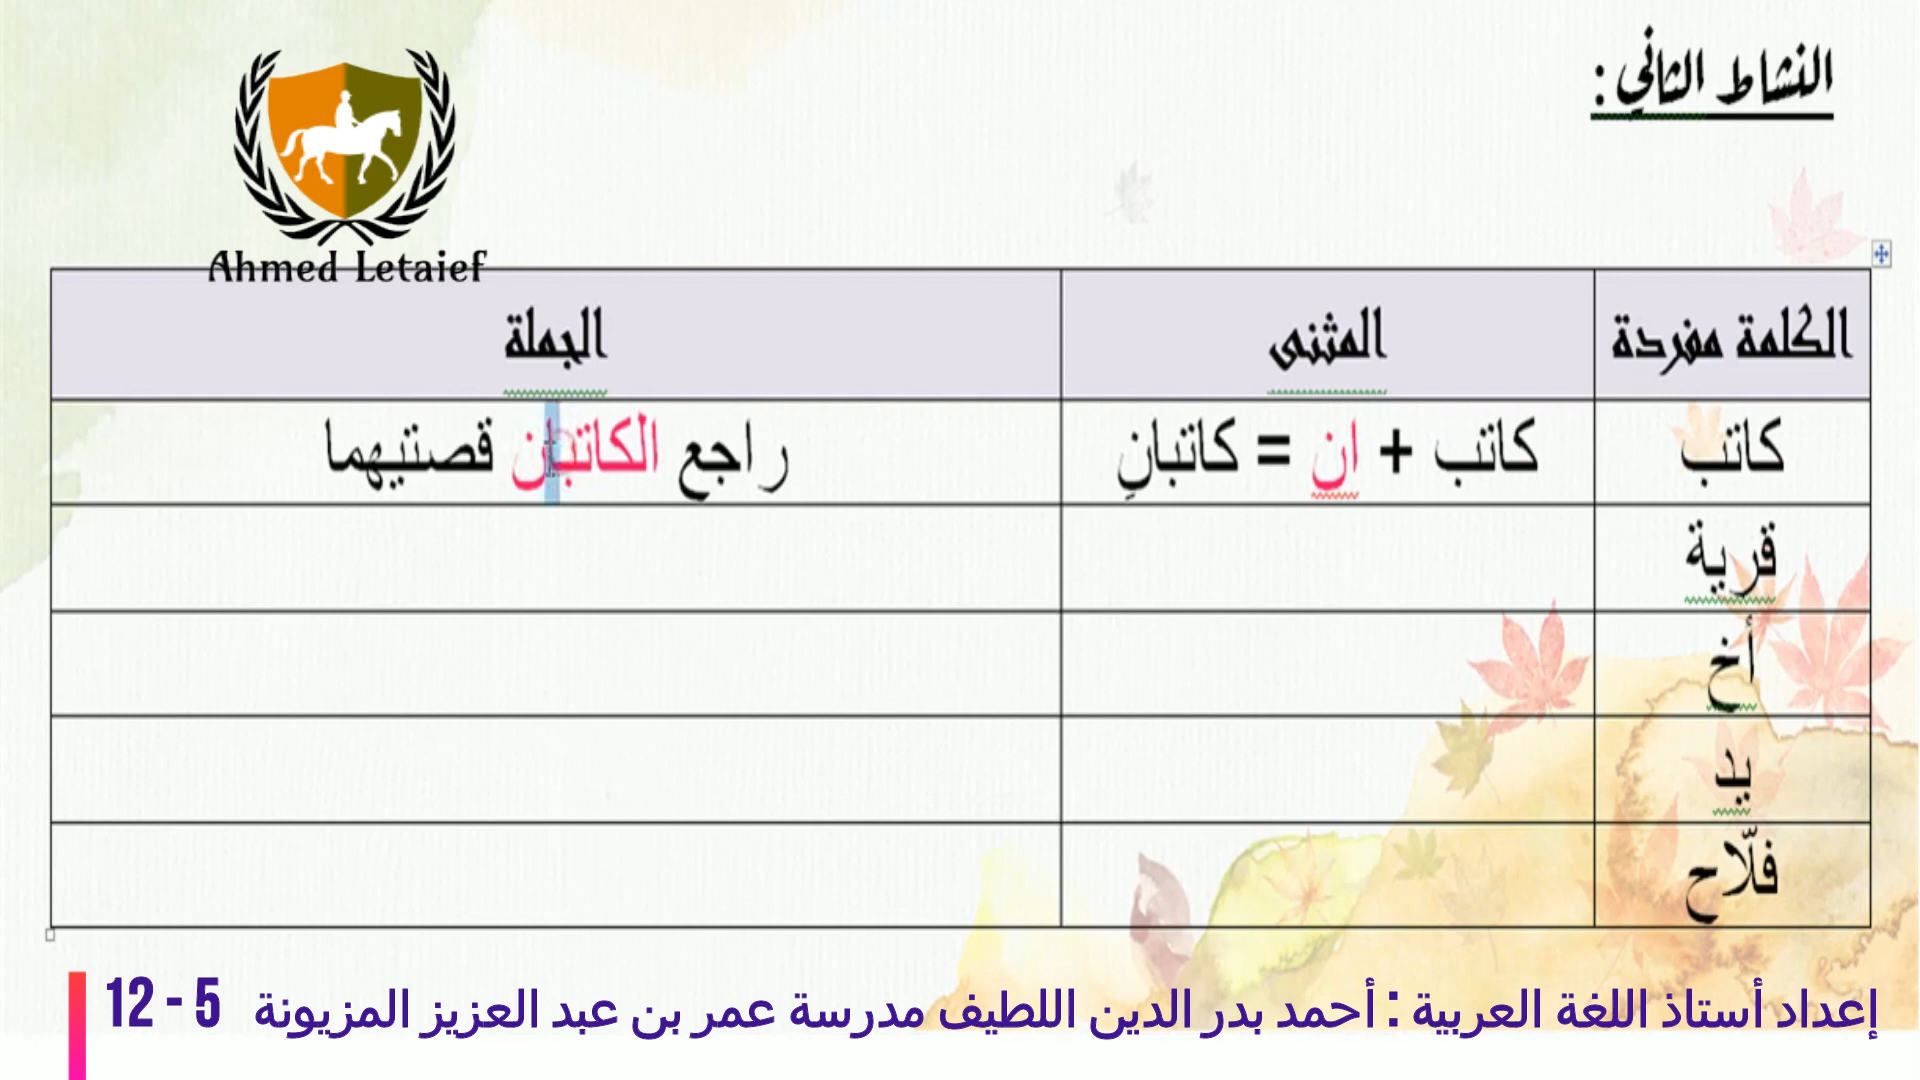 النشاط الثاني :
Ahmed Letaief
الكلمة مفردة المثنى الجملة
كاتب كاتب + ان = كاتبانِ راجع الكاتبان قصتيهما
قرية
أخ
يد
فلّاح
إعداد أستاذ اللغة العربية : أحمد بدر الدين اللطيف مدرسة عمر بن عبد العزيز المزيونة 5 - 12